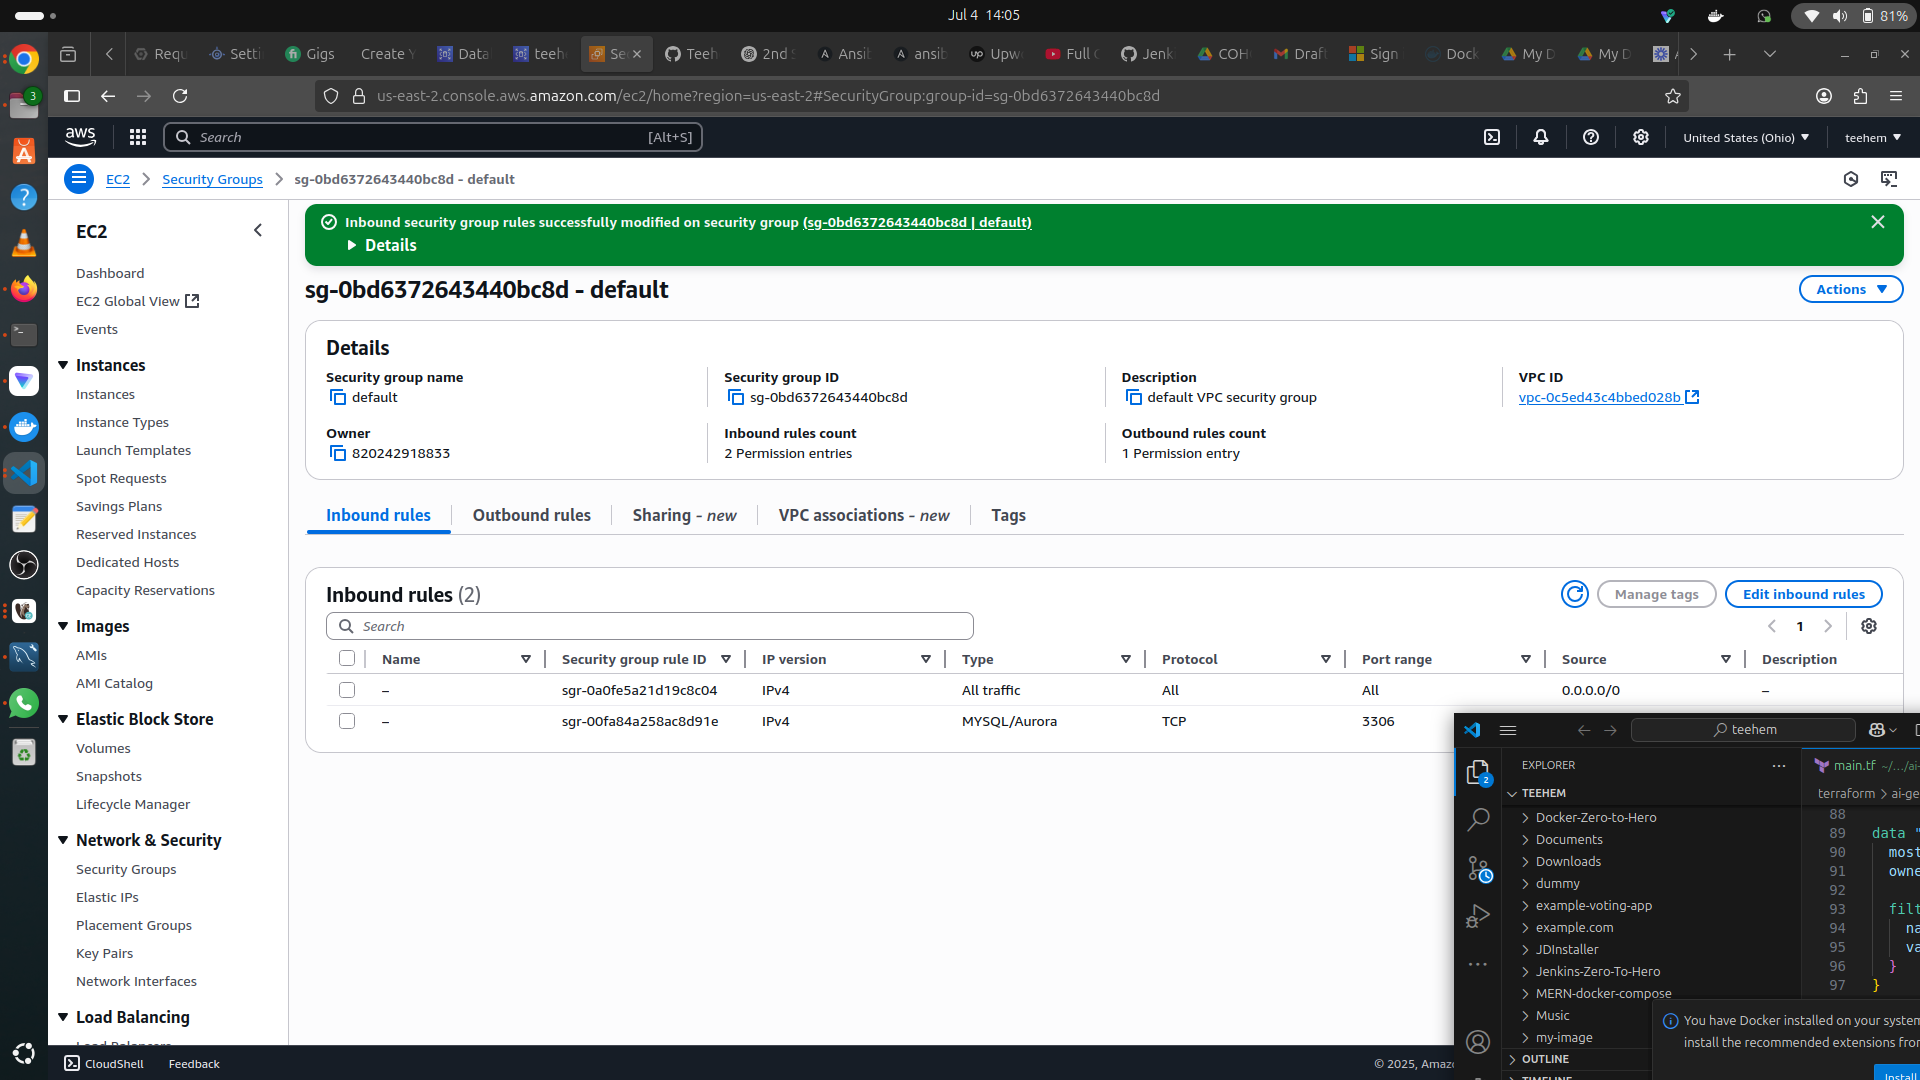 Jul 4 14:05
81%
3
Requ
Setti
Gigs
Create Y
Datal
teehe
Se
Teeh
2nd S
Ansib
ansib
Upw
Full C
Jenk
COH
Draft
Sign
Dock
My D
My D
us-east-2.console.aws.amazon.com/ec2/home?region=us-east-2#SecurityGroup:group-id=sg-0bd6372643440bc8d
aws
Search
[Alt+S]
United States (Ohio)
teehem
EC2
Security Groups
sg-0bd6372643440bc8d - default
EC2
Dashboard
EC2 Global View
Events
Instances
Instances
Instance Types
Launch Templates
Spot Requests
Savings Plans
Reserved Instances
Dedicated Hosts
Capacity Reservations
Images
AMIs
AMI Catalog
Elastic Block Store
Volumes
Snapshots
Lifecycle Manager
Network & Security
Security Groups
Elastic IPs
Placement Groups
Key Pairs
Network Interfaces
Load Balancing
Inbound security group rules successfully modified on security group (sg-0bd6372643440bc8d | default)
Details
sg-0bd6372643440bc8d - default
Actions
Details
Security group name
default
Security group ID
sg-0bd6372643440bc8d
Description
default VPC security group
VPC ID
vpc-0c5ed43c4bbed028b
Owner
820242918833
Inbound rules count
2 Permission entries
Outbound rules count
1 Permission entry
Inbound rules
Outbound rules
Sharing - new
VPC associations - new
Tags
Inbound rules (2)
Manage tags
Edit inbound rules
Search
1
Name Security group rule ID IP version Type Protocol Port range Source Description
– sgr-0a0fe5a21d19c8c04 IPv4 All traffic All All 0.0.0.0/0 –
– sgr-00fa84a258ac8d91e IPv4 MYSQL/Aurora TCP 3306
teehem
EXPLORER
2
TEEHEM
Docker-Zero-to-Hero
Documents
Downloads
dummy
example-voting-app
example.com
JDInstaller
Jenkins-Zero-To-Hero
MERN-docker-compose
Music
my-image
OUTLINE
main.tf ~/.../ai-
terraform > ai-ge
88
89 data "
90 most
91 owne
92
93 filt
94 na
95 va
96 }
97 }
You have Docker installed on your system
install the recommended extensions from
Install
CloudShell
Feedback
© 2025, Amazo